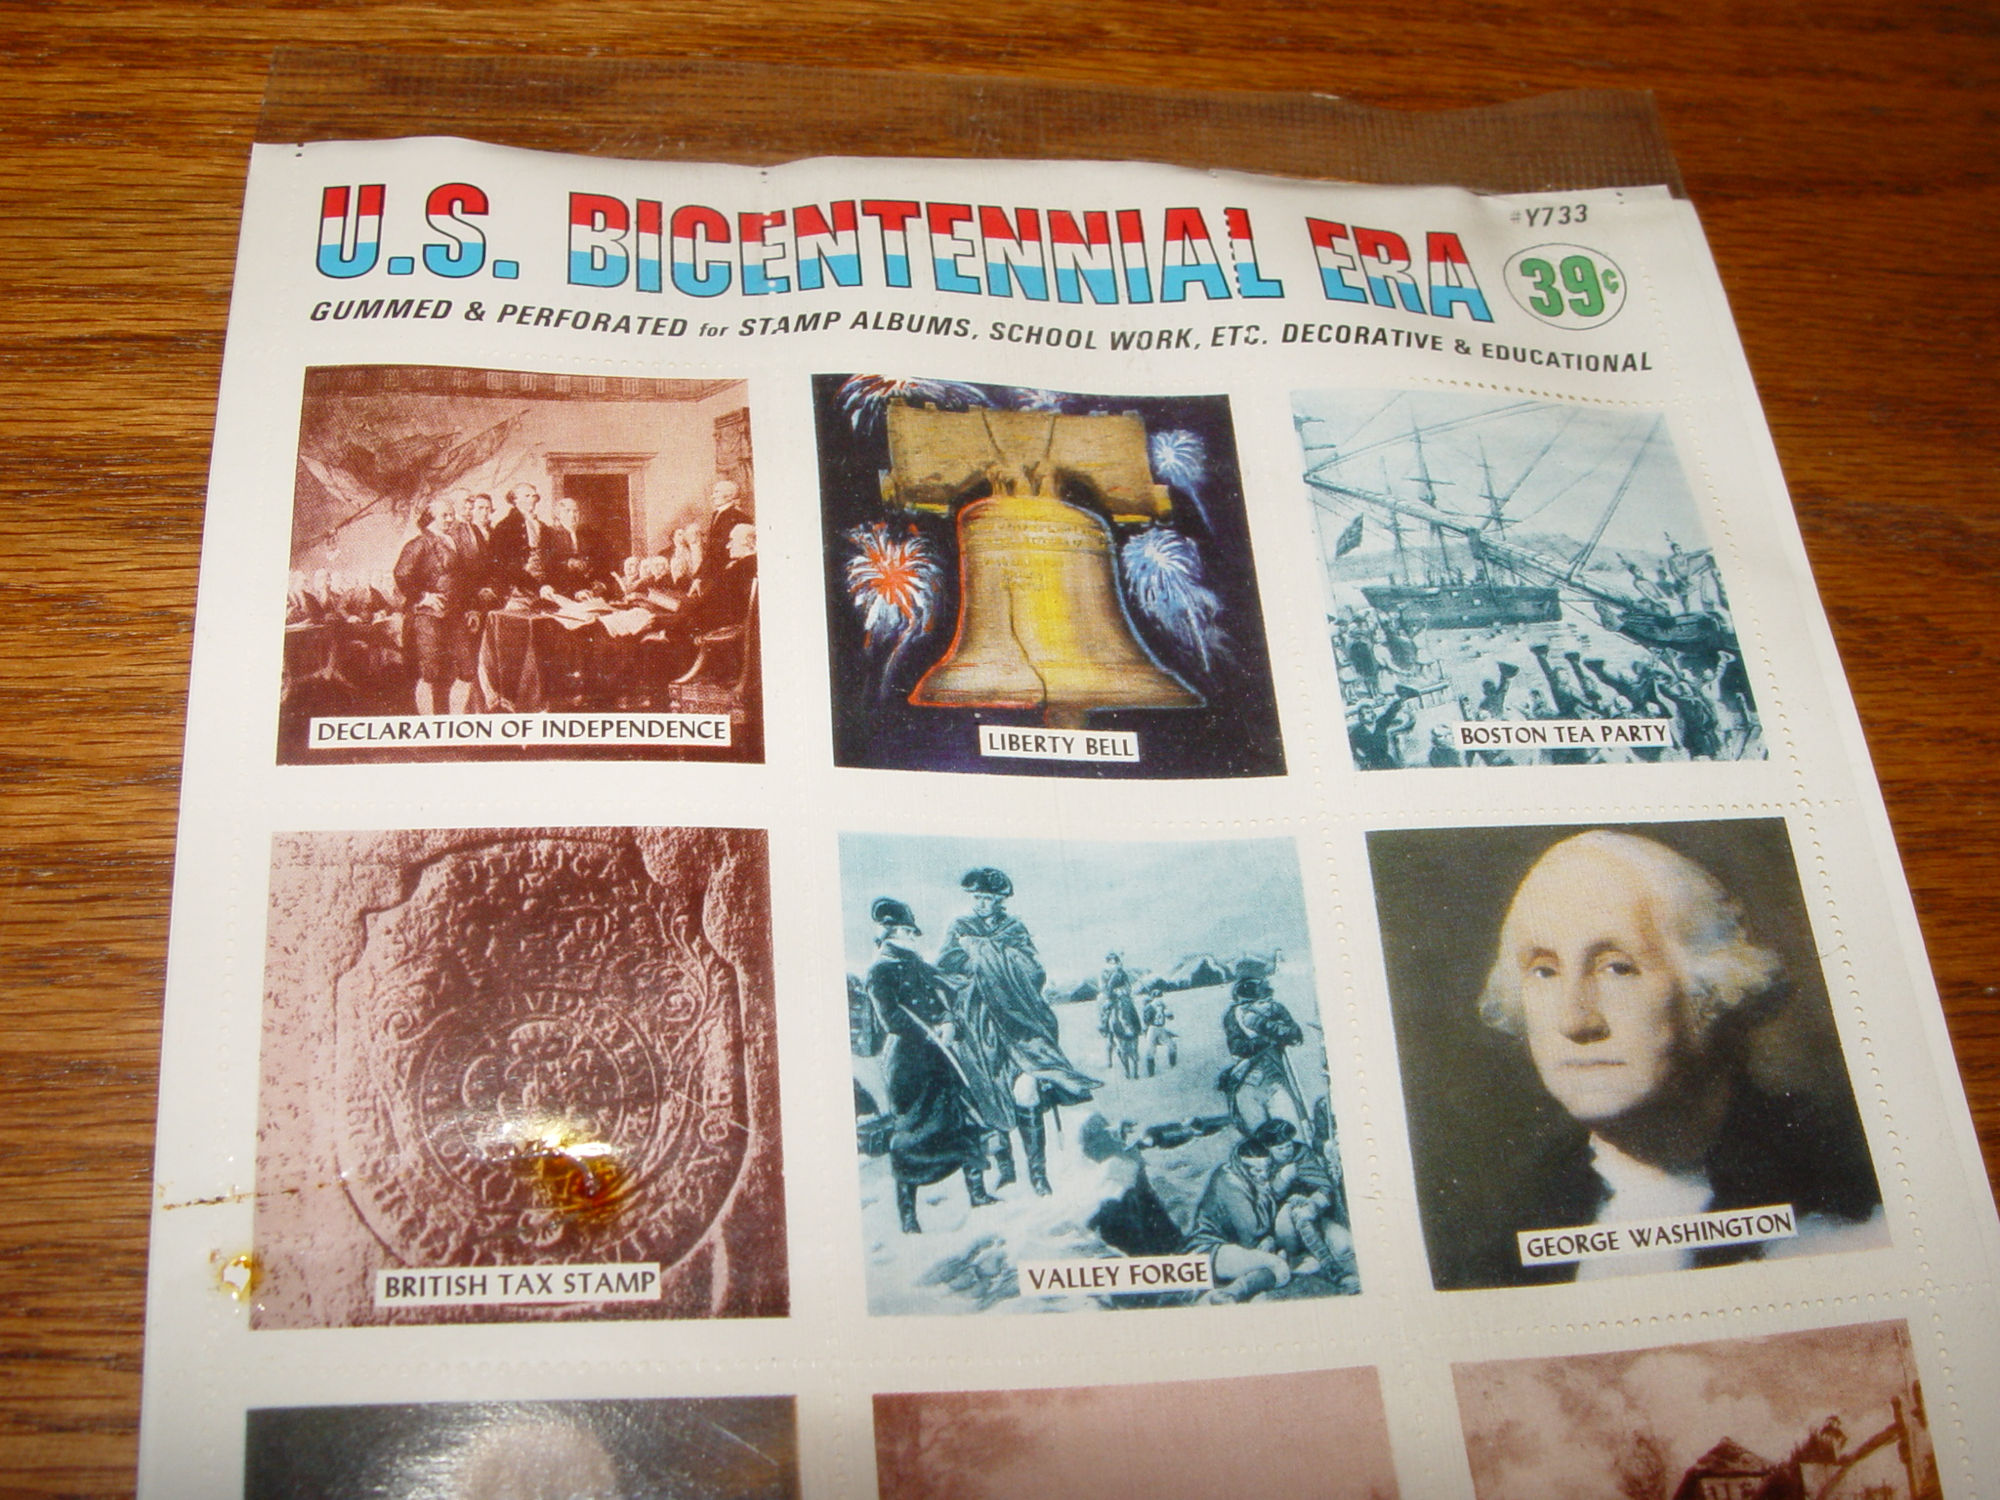 U.S. BICENTENNIAL ERA
#Y733
39¢
GUMMED & PERFORATED for STAMP ALBUMS, SCHOOL WORK, ETC. DECORATIVE & EDUCATIONAL
DECLARATION OF INDEPENDENCE
LIBERTY BELL
BOSTON TEA PARTY
AMERICA
BRITISH TAX STAMP
VALLEY FORGE
GEORGE WASHINGTON